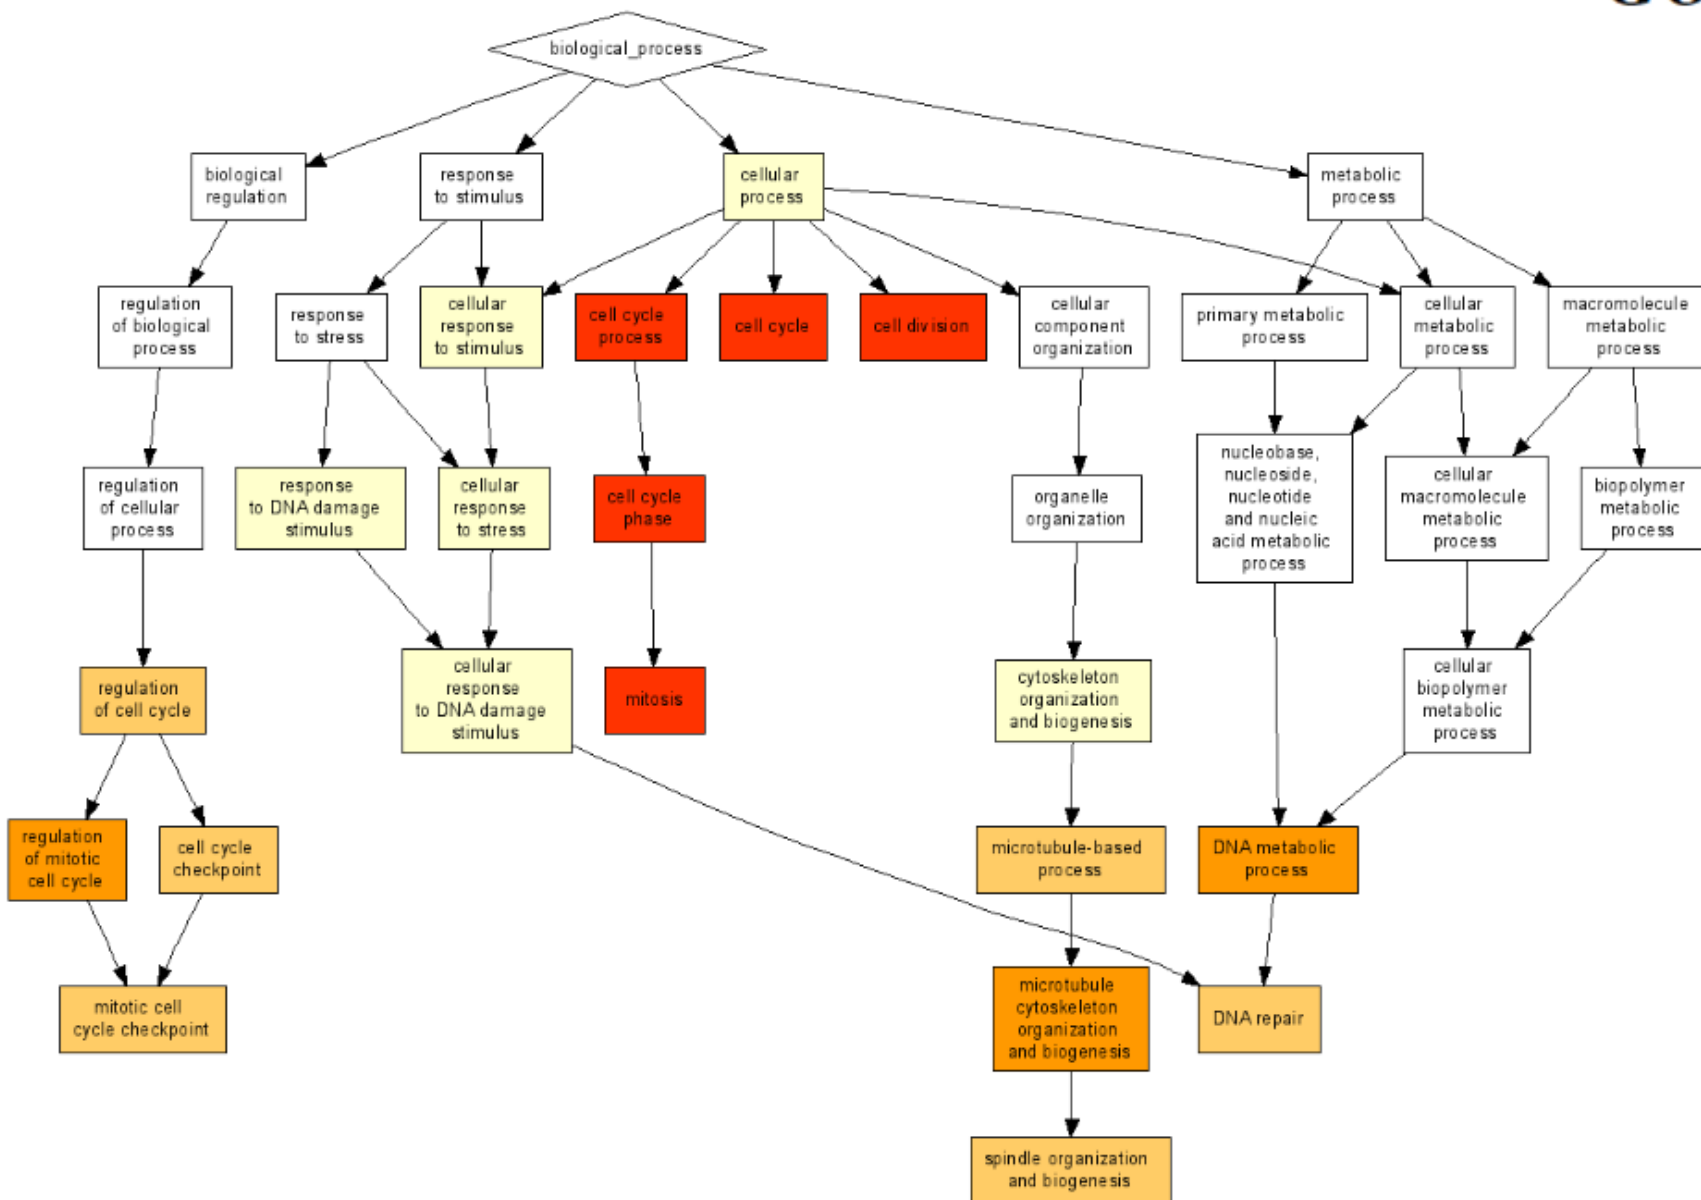 biological_process
biological
regulation
response
to stimulus
cellular
process
metabolic
process
regulation
of biological
process
response
to stress
cellular
response
to stimulus
cell cycle
process
cell cycle
cell division
cellular
component
organization
primary metabolic
process
cellular
metabolic
process
macromolecule
metabolic
process
regulation
of cellular
process
response
to DNA damage
stimulus
cellular
response
to stress
cell cycle
phase
organelle
organization
nucleobase,
nucleoside,
nucleotide
and nucleic
acid metabolic
process
cellular
macromolecule
metabolic
process
biopolymer
metabolic
process
regulation
of cell cycle
cellular
response
to DNA damage
stimulus
mitosis
cytoskeleton
organization
and biogenesis
cellular
biopolymer
metabolic
process
regulation
of mitotic
cell cycle
cell cycle
checkpoint
microtubule-based
process
DNA metabolic
process
mitotic cell
cycle checkpoint
microtubule
cytoskeleton
organization
and biogenesis
DNA repair
spindle organization
and biogenesis